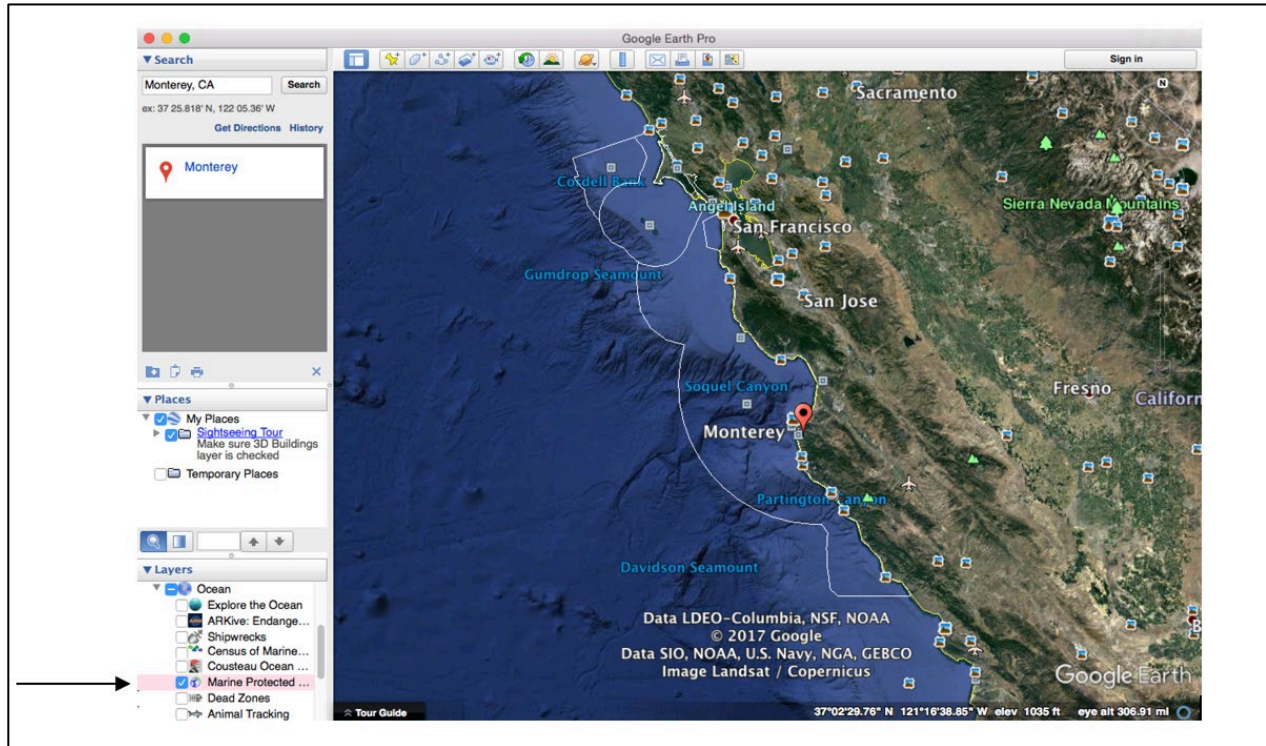 Google Earth Pro
▼ Search
Monterey, CA
Search
ex: 37 25.818' N, 122 05.36' W
Get Directions History
Monterey
▼ Places
My Places
Sightseeing Tour
Make sure 3D Buildings
layer is checked
Temporary Places
▼ Layers
Ocean
Explore the Ocean
ARKive: Endange...
Shipwrecks
Census of Marine...
Cousteau Ocean ...
Marine Protected ...
Dead Zones
Animal Tracking
Sign in
N
Sacramento
Cordell Bank
Angel Island
Sierra Nevada Mountains
San Francisco
Gumdrop Seamount
San Jose
Soquel Canyon
Fresno
Californ
Monterey
Partington Canyon
Davidson Seamount
Data LDEO-Columbia, NSF, NOAA
© 2017 Google
Data SIO, NOAA, U.S. Navy, NGA, GEBCO
Image Landsat / Copernicus
B
Google Earth
Tour Guide
37°02'29.76" N 121°16'38.85" W elev 1035 ft eye alt 306.91 mi